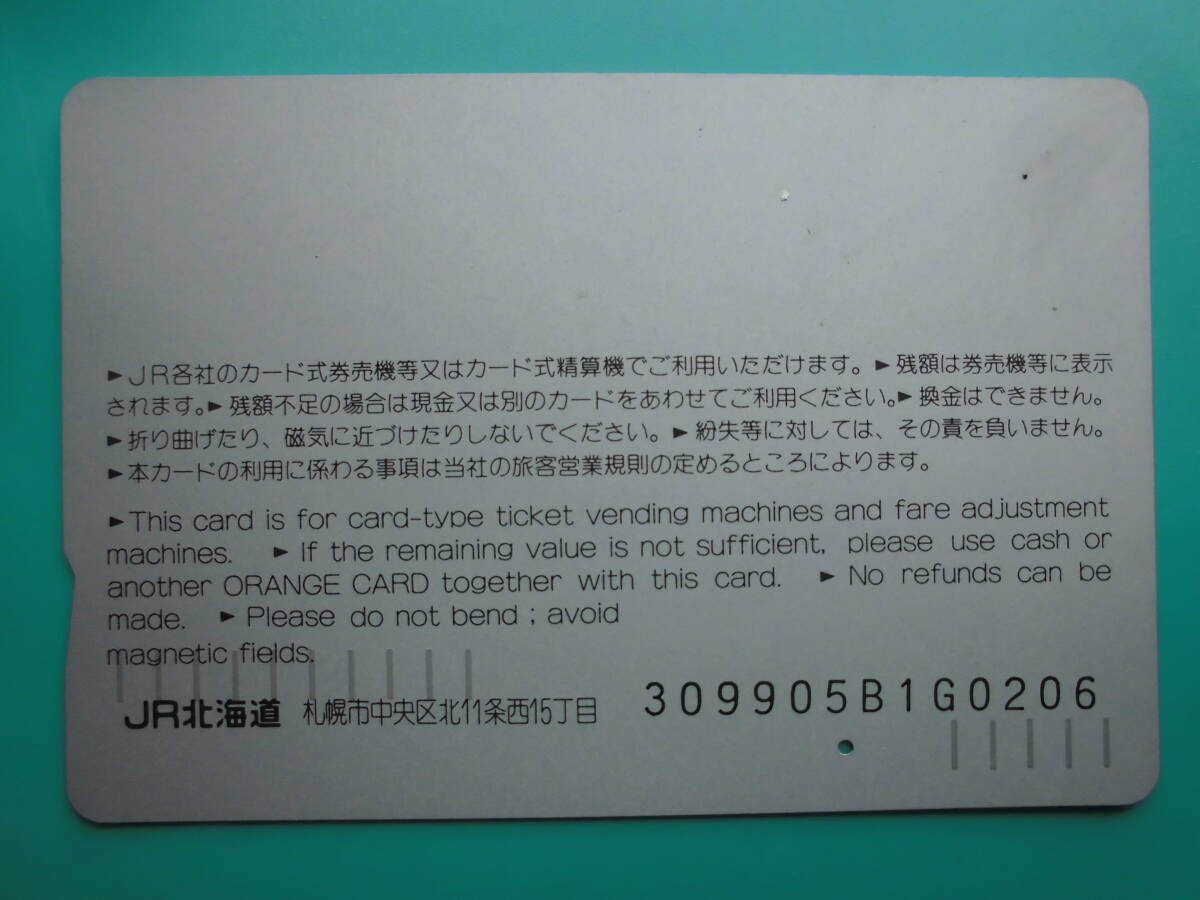 ►JR各社のカード式券売機等又はカード式精算機でご利用いただけます。►残額は券売機等に表示
されます。►残額不足の場合は現金又は別のカードをあわせてご利用ください。►換金はできません。
►折り曲げたり、磁気に近づけたりしないでください。►紛失等に対しては、その責を負いません。
►本カードの利用に係わる事項は当社の旅客営業規則の定めるところによります。
►This card is for card-type ticket vending machines and fare adjustment
machines. ►If the remaining value is not sufficient, please use cash or
another ORANGE CARD together with this card. ►No refunds can be
made. ►Please do not bend ; avoid
magnetic fields.
JR北海道 札幌市中央区北11条西15丁目 309905B1G0206